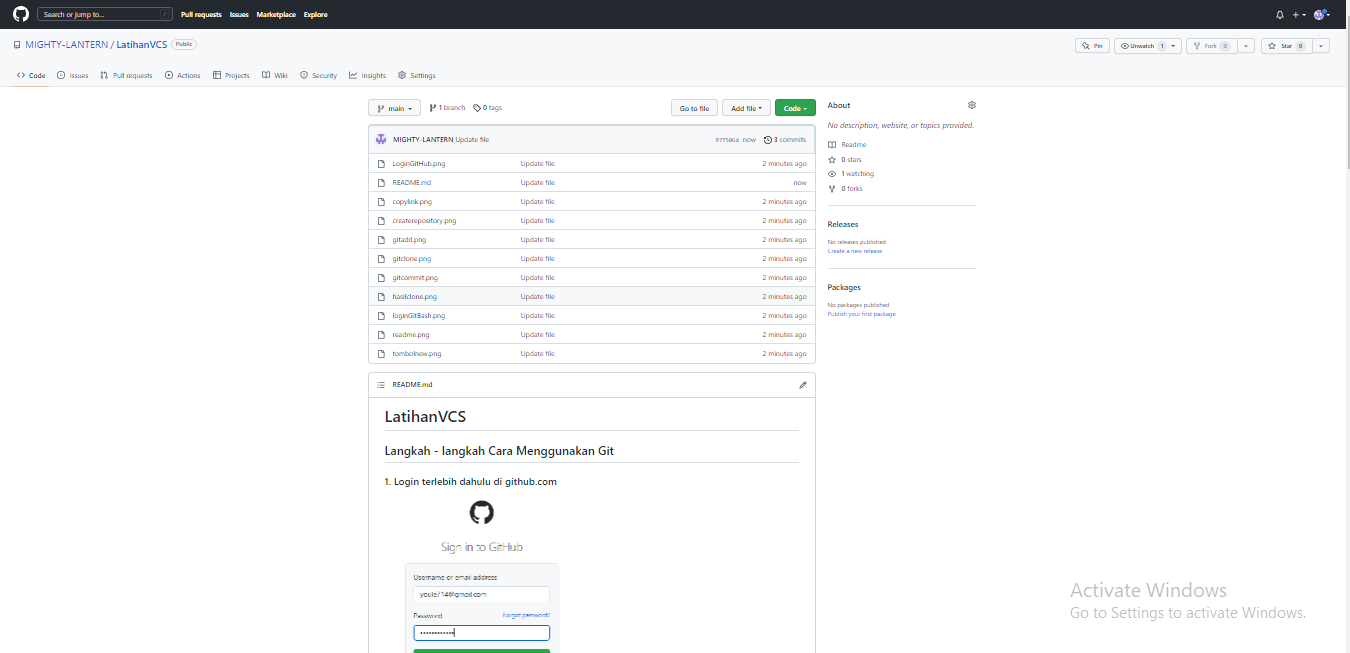 Search or jump to... /
Pull requests Issues Marketplace Explore
MIGHTY-LANTERN / LatihanVCS Public
Pin Unwatch 1 Fork 0 Star 0
Code Issues Pull requests Actions Projects Wiki Security Insights Settings
main 1 branch 0 tags Go to file Add file Code
MIGHTY-LANTERN Update file 977506d now 3 commits
LoginGitHub.png Update file 2 minutes ago
README.md Update file now
copylink.png Update file 2 minutes ago
createrepository.png Update file 2 minutes ago
gitadd.png Update file 2 minutes ago
gitclone.png Update file 2 minutes ago
gitcommit.png Update file 2 minutes ago
hasilclone.png Update file 2 minutes ago
loginGitBash.png Update file 2 minutes ago
readme.png Update file 2 minutes ago
tombolnew.png Update file 2 minutes ago
About
No description, website, or topics provided.
Readme
0 stars
1 watching
0 forks
Releases
No releases published
Create a new release
Packages
No packages published
Publish your first package
README.md
LatihanVCS
Langkah - langkah Cara Menggunakan Git
1. Login terlebih dahulu di github.com
Sign in to GitHub
Username or email address
Password Forgot password?
Activate Windows
Go to Settings to activate Windows.